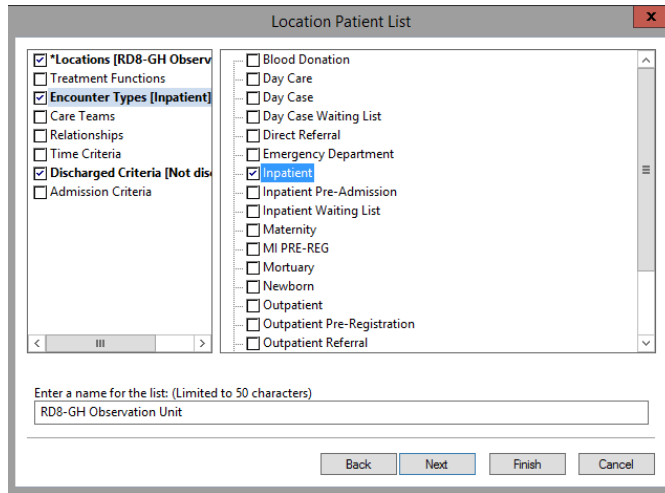 Location Patient List
x
*Locations [RD8-GH Observ
Treatment Functions
Encounter Types [Inpatient]
Care Teams
Relationships
Time Criteria
Discharged Criteria [Not dis
Admission Criteria
Blood Donation
Day Care
Day Case
Day Case Waiting List
Direct Referral
Emergency Department
Inpatient
Inpatient Pre-Admission
Inpatient Waiting List
Maternity
MI PRE-REG
Mortuary
Newborn
Outpatient
Outpatient Pre-Registration
Outpatient Referral
Enter a name for the list: (Limited to 50 characters)
RD8-GH Observation Unit
Back Next Finish Cancel